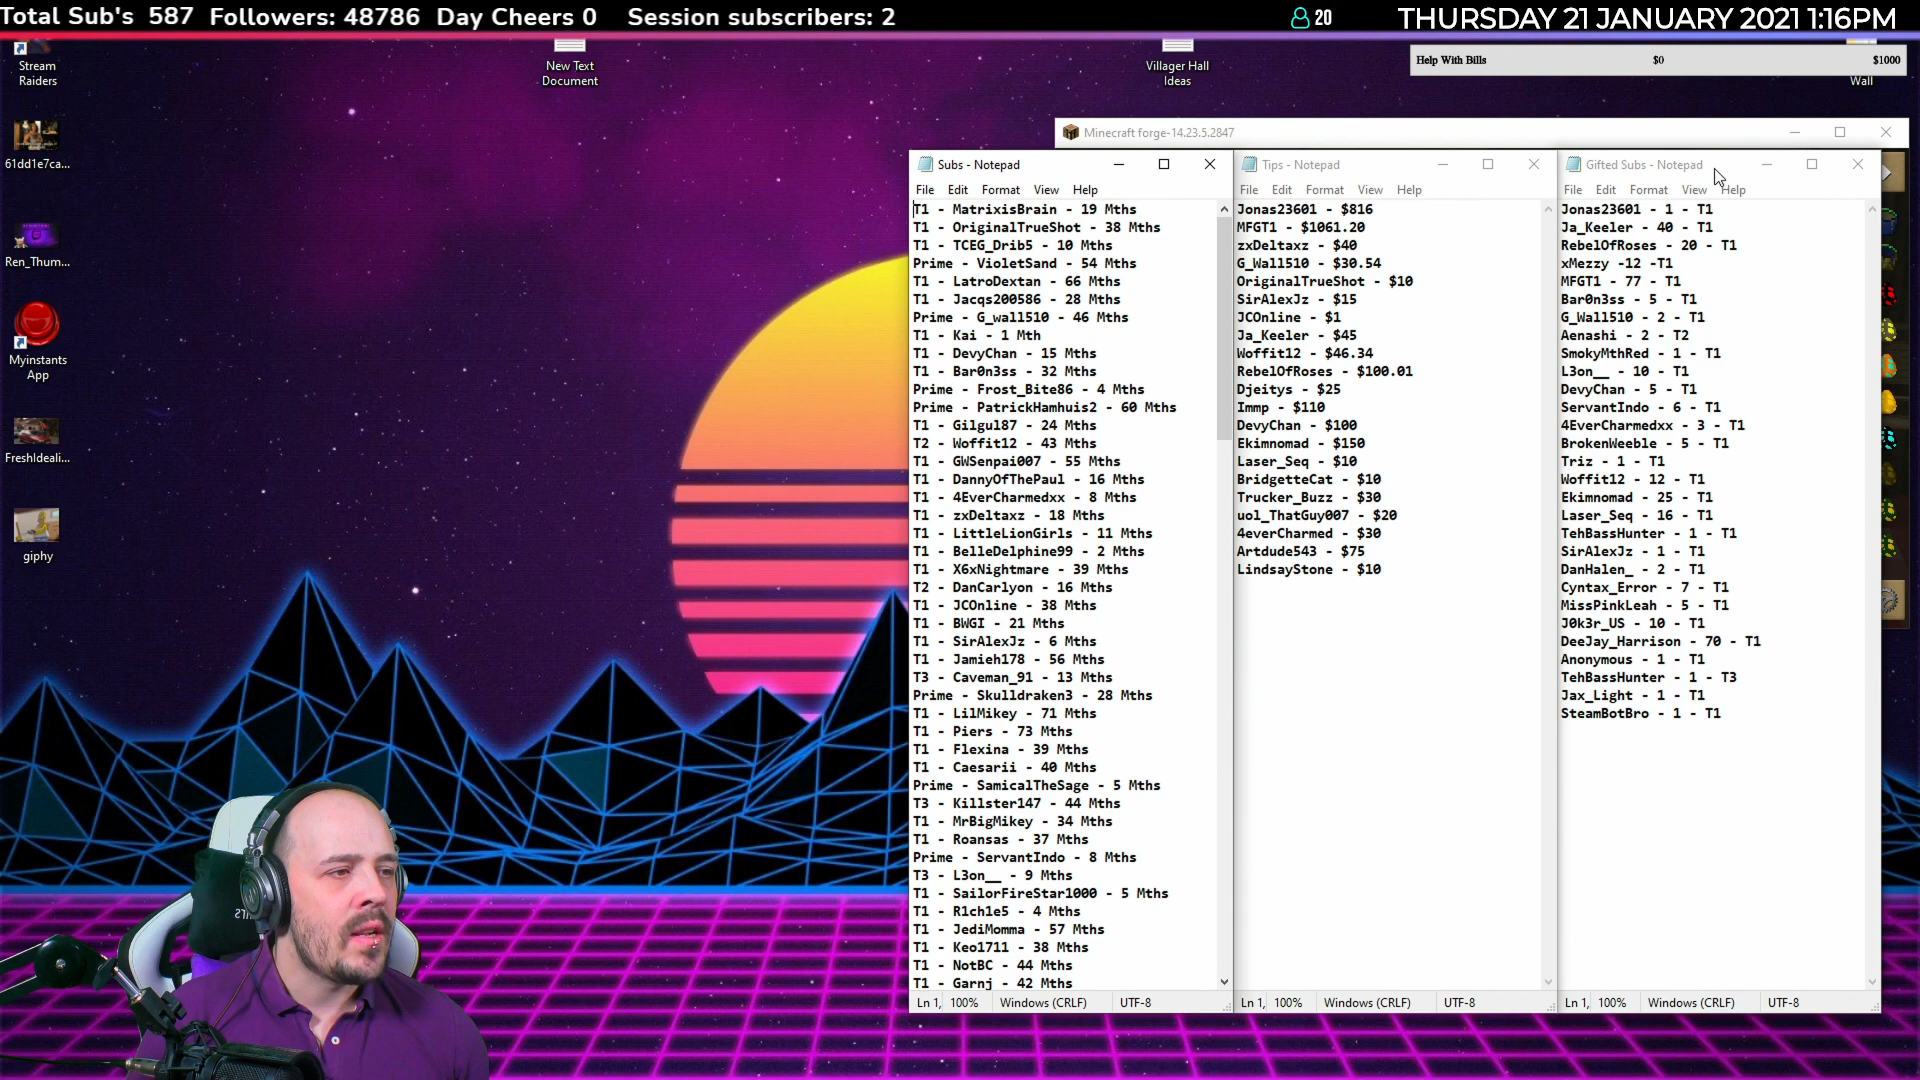 Total Sub's 587 Followers: 48786 Day Cheers 0 Session subscribers: 2
20
THURSDAY 21 JANUARY 2021 1:16PM
Help With Bills $0 $1000
Stream
Raiders
New Text
Document
Villager Hall
Ideas
Wall
61dd1e7ca...
Ren_Thum...
Myinstants
App
FreshIdeali...
giphy
Minecraft forge-14.23.5.2847
Subs - Notepad
File Edit Format View Help
T1 - MatrixisBrain - 19 Mths
T1 - OriginalTrueShot - 38 Mths
T1 - TCEG_Drib5 - 10 Mths
Prime - VioletSand - 54 Mths
T1 - LatroDextan - 66 Mths
T1 - Jacqs200586 - 28 Mths
Prime - G_wall510 - 46 Mths
T1 - Kai - 1 Mth
T1 - DevyChan - 15 Mths
T1 - Bar0n3ss - 32 Mths
Prime - Frost_Bite86 - 4 Mths
Prime - PatrickHamhuis2 - 60 Mths
T1 - Gilgul87 - 24 Mths
T2 - Woffit12 - 43 Mths
T1 - GWSenpai007 - 55 Mths
T1 - DannyOfThePaul - 16 Mths
T1 - 4EverCharmedxx - 8 Mths
T1 - zxDeltaxz - 18 Mths
T1 - LittleLionGirls - 11 Mths
T1 - BelleDelphine99 - 2 Mths
T1 - X6xNightmare - 39 Mths
T2 - DanCarlyon - 16 Mths
T1 - JCOnline - 38 Mths
T1 - BWGI - 21 Mths
T1 - SirAlexJz - 6 Mths
T1 - Jamieh178 - 56 Mths
T3 - Caveman_91 - 13 Mths
Prime - Skulldraken3 - 28 Mths
T1 - LilMikey - 71 Mths
T1 - Piers - 73 Mths
T1 - Flexina - 39 Mths
T1 - Caesarii - 40 Mths
Prime - SamicalTheSage - 5 Mths
T3 - Killster147 - 44 Mths
T1 - MrBigMikey - 34 Mths
T1 - Roansas - 37 Mths
Prime - ServantIndo - 8 Mths
T3 - L3on__ - 9 Mths
T1 - SailorFireStar1000 - 5 Mths
T1 - R1ch1e5 - 4 Mths
T1 - JediMomma - 57 Mths
T1 - Keo1711 - 38 Mths
T1 - NotBC - 44 Mths
T1 - Garnj - 42 Mths
Ln 1, 100% Windows (CRLF) UTF-8
Tips - Notepad
File Edit Format View Help
Jonas23601 - $816
MFGT1 - $1061.20
zxDeltaxz - $40
G_Wall510 - $30.54
OriginalTrueShot - $10
SirAlexJz - $15
JCOnline - $1
Ja_Keeler - $45
Woffit12 - $46.34
RebelOfRoses - $100.01
Djeitys - $25
Immp - $110
DevyChan - $100
Ekimnomad - $150
Laser_Seq - $10
BridgetteCat - $10
Trucker_Buzz - $30
uol_ThatGuy007 - $20
4everCharmed - $30
Artdude543 - $75
LindsayStone - $10
Ln 1, 100% Windows (CRLF) UTF-8
Gifted Subs - Notepad
File Edit Format View Help
Jonas23601 - 1 - T1
Ja_Keeler - 40 - T1
RebelOfRoses - 20 - T1
xMezzy -12 -T1
MFGT1 - 77 - T1
Bar0n3ss - 5 - T1
G_Wall510 - 2 - T1
Aenashi - 2 - T2
SmokyMthRed - 1 - T1
L3on__ - 10 - T1
DevyChan - 5 - T1
ServantIndo - 6 - T1
4EverCharmedxx - 3 - T1
BrokenWeeble - 5 - T1
Triz - 1 - T1
Woffit12 - 12 - T1
Ekimnomad - 25 - T1
Laser_Seq - 16 - T1
TehBassHunter - 1 - T1
SirAlexJz - 1 - T1
DanHalen_ - 2 - T1
Cyntax_Error - 7 - T1
MissPinkLeah - 5 - T1
J0k3r_US - 10 - T1
DeeJay_Harrison - 70 - T1
Anonymous - 1 - T1
TehBassHunter - 1 - T3
Jax_Light - 1 - T1
SteamBotBro - 1 - T1
Ln 1, 100% Windows (CRLF) UTF-8